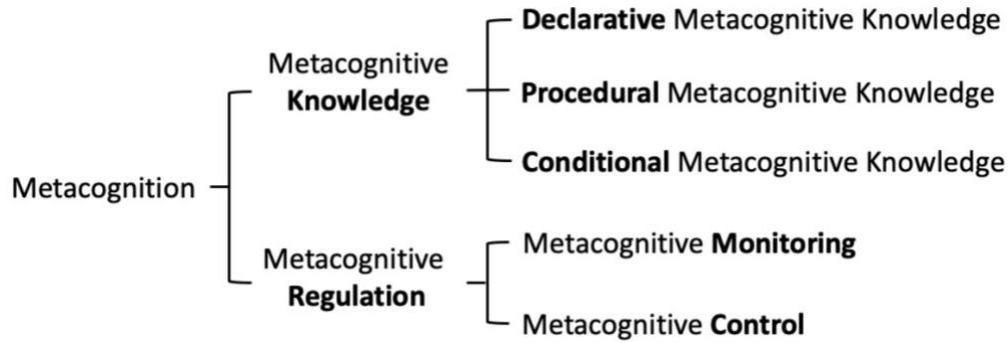 Metacognition
Metacognitive
Knowledge
Declarative Metacognitive Knowledge
Procedural Metacognitive Knowledge
Conditional Metacognitive Knowledge
Metacognitive
Regulation
Metacognitive Monitoring
Metacognitive Control